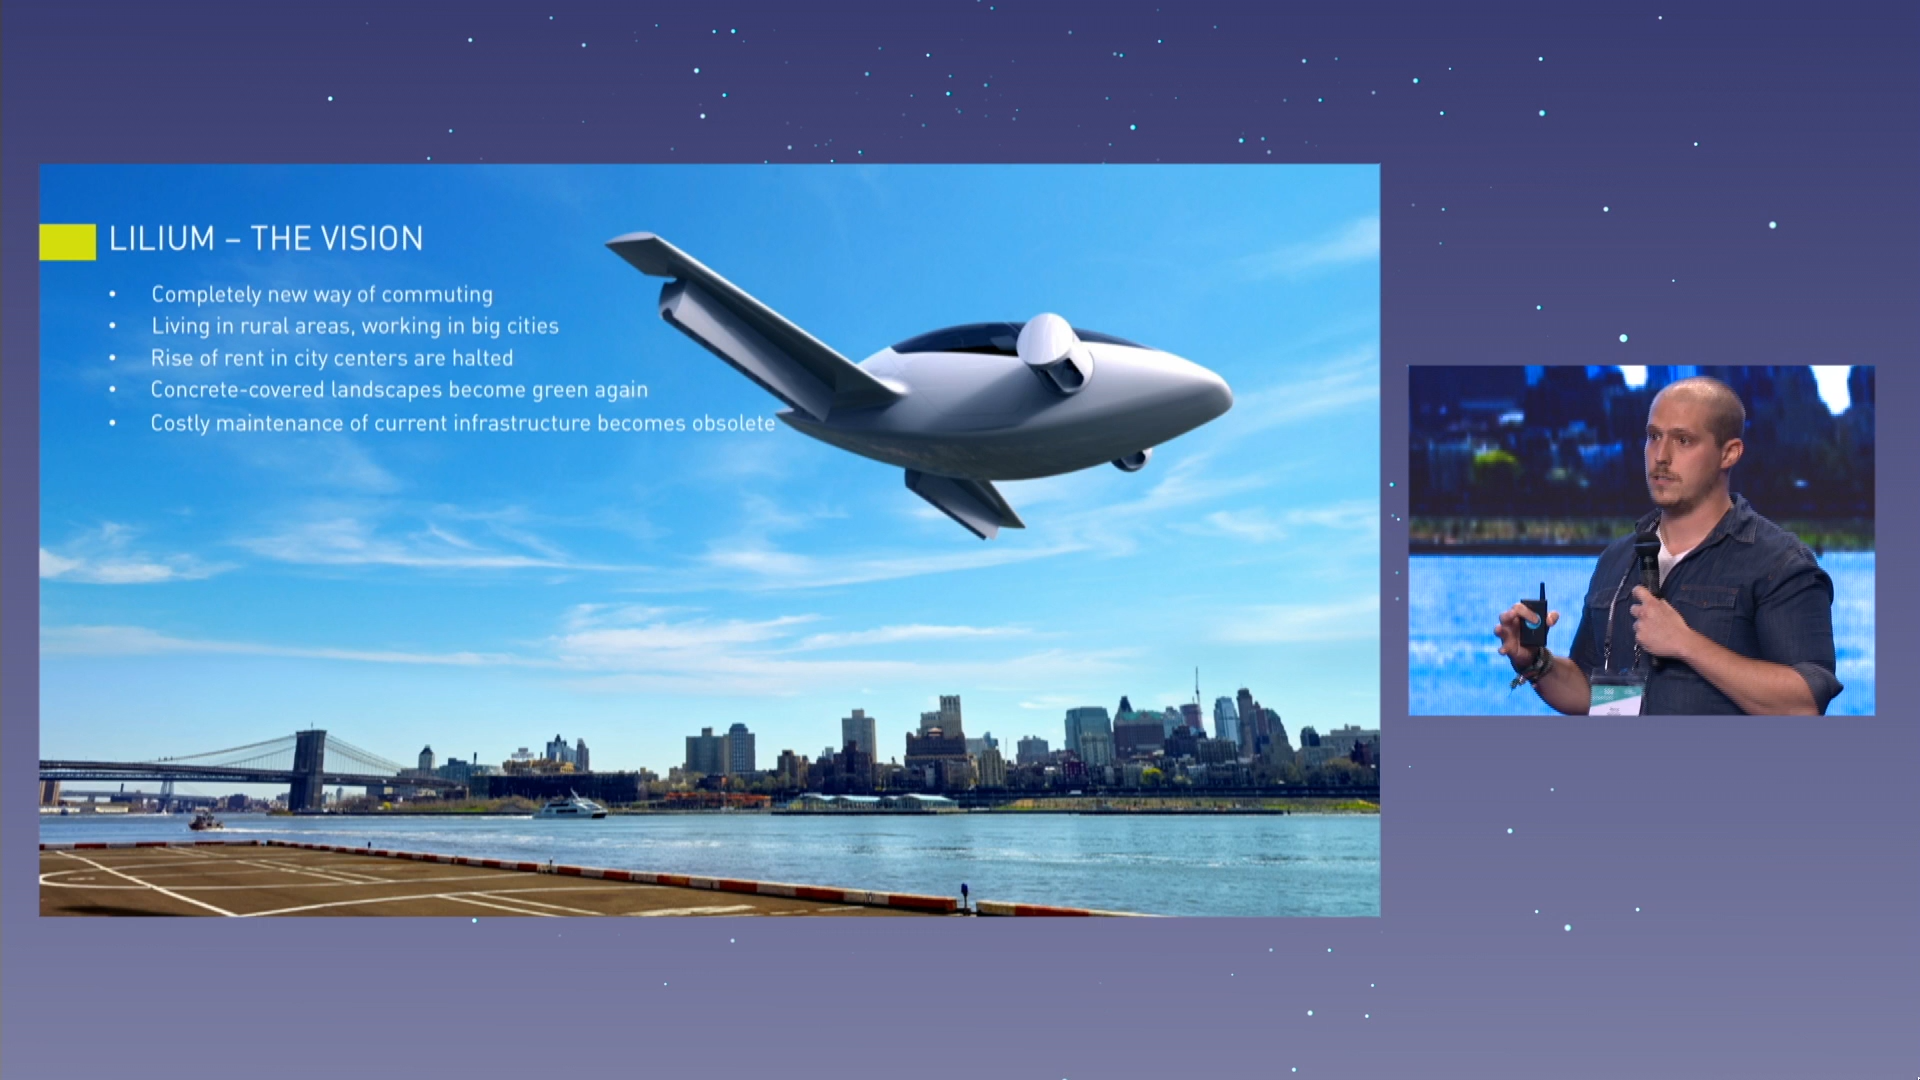 LILIUM – THE VISION
• Completely new way of commuting
• Living in rural areas, working in big cities
• Rise of rent in city centers are halted
• Concrete-covered landscapes become green again
• Costly maintenance of current infrastructure becomes obsolete